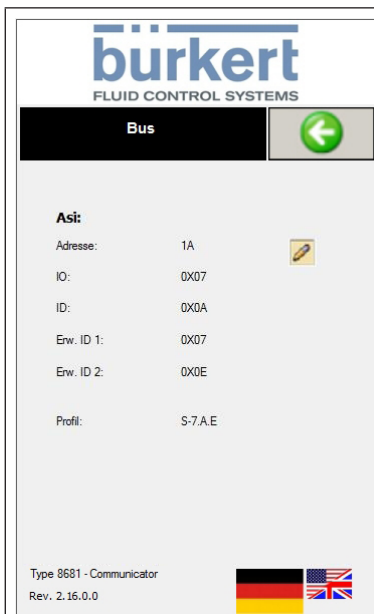 bürkert
FLUID CONTROL SYSTEMS
Bus
Asi:
Adresse: 1A
IO: 0X07
ID: 0X0A
Erw. ID 1: 0X07
Erw. ID 2: 0X0E
Profil: S-7.A.E
Type 8681 - Communicator
Rev. 2.16.0.0